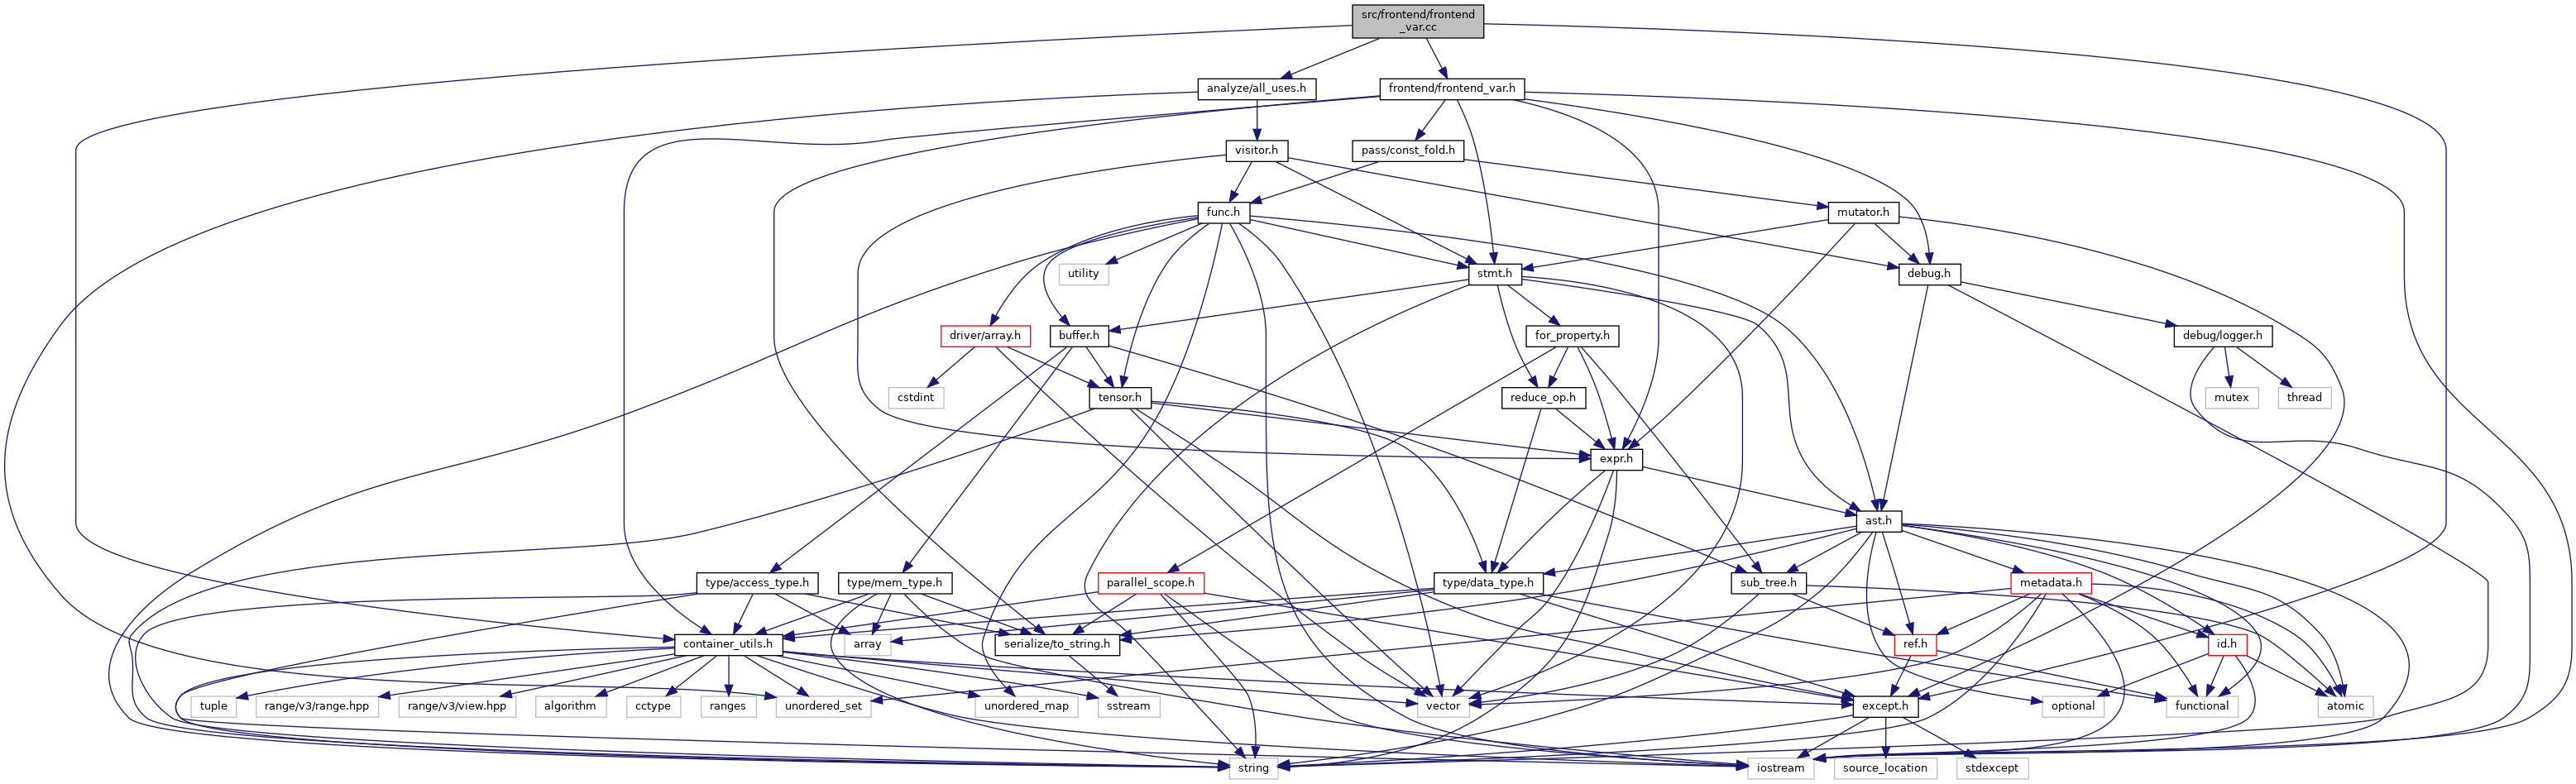 src/frontend/frontend
_var.cc
analyze/all_uses.h
frontend/frontend_var.h
visitor.h
pass/const_fold.h
func.h
mutator.h
utility
stmt.h
debug.h
driver/array.h
buffer.h
for_property.h
debug/logger.h
cstdint
tensor.h
reduce_op.h
mutex
thread
expr.h
ast.h
type/access_type.h
type/mem_type.h
parallel_scope.h
type/data_type.h
sub_tree.h
metadata.h
container_utils.h
array
serialize/to_string.h
ref.h
id.h
tuple
range/v3/range.hpp
range/v3/view.hpp
algorithm
cctype
ranges
unordered_set
unordered_map
sstream
vector
except.h
optional
functional
atomic
string
iostream
source_location
stdexcept